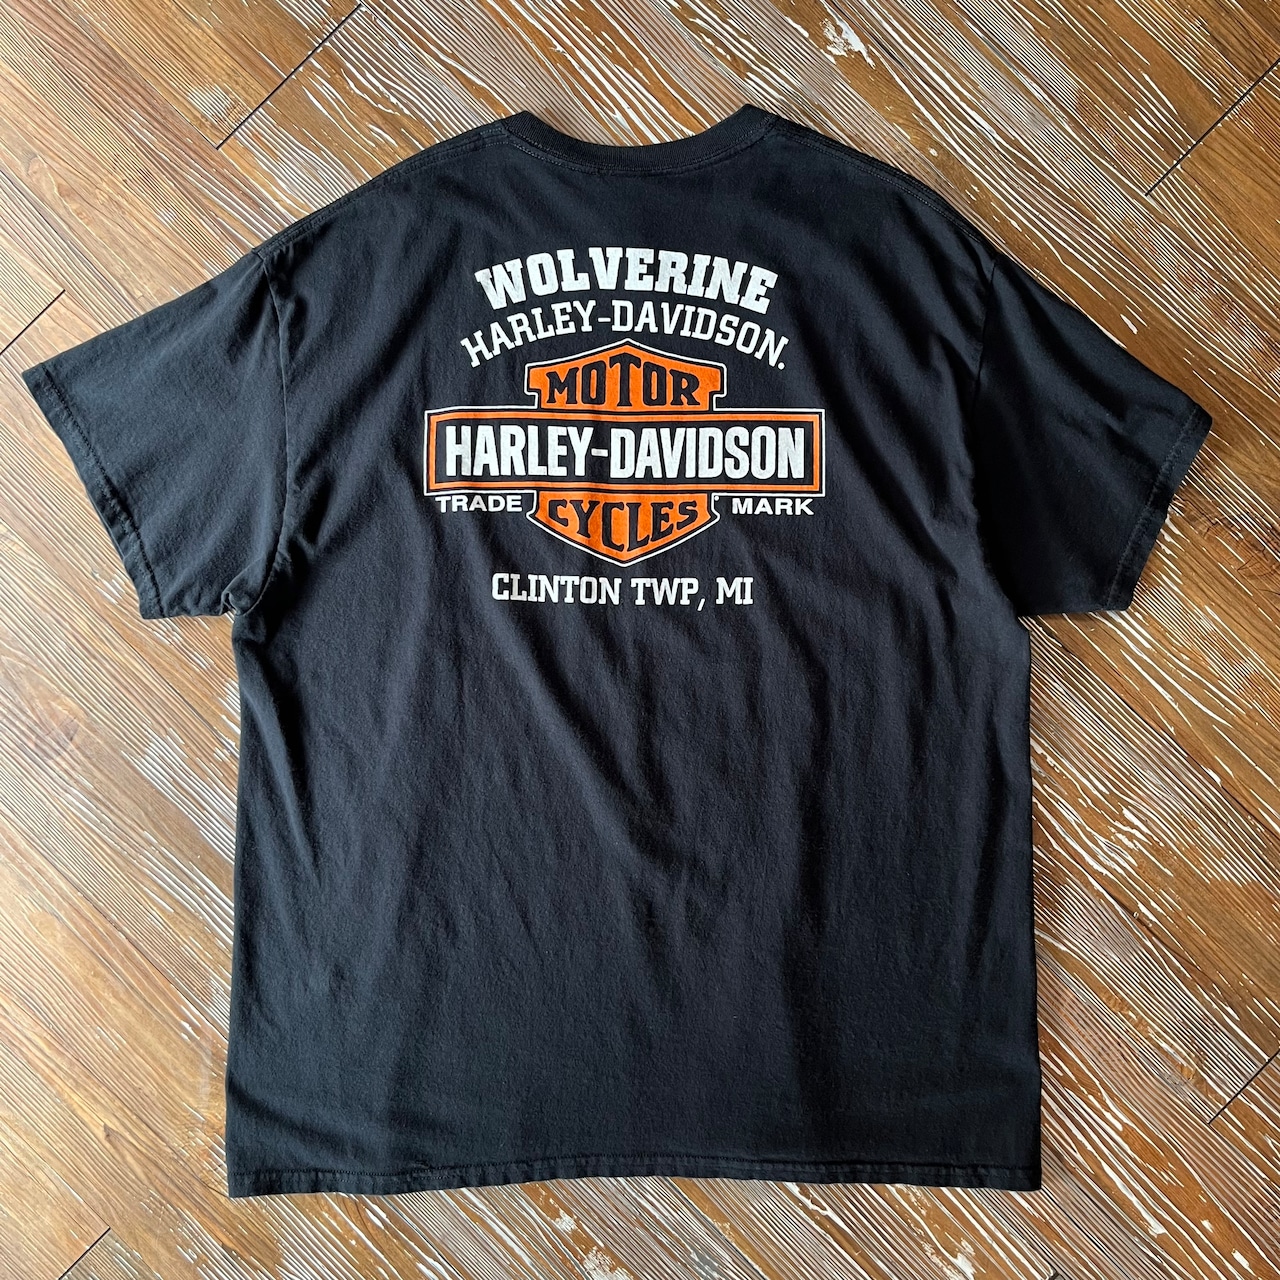 WOLVERINE
HARLEY-DAVIDSON.
MOTOR
HARLEY-DAVIDSON
TRADE MARK
CYCLES
CLINTON TWP, MI